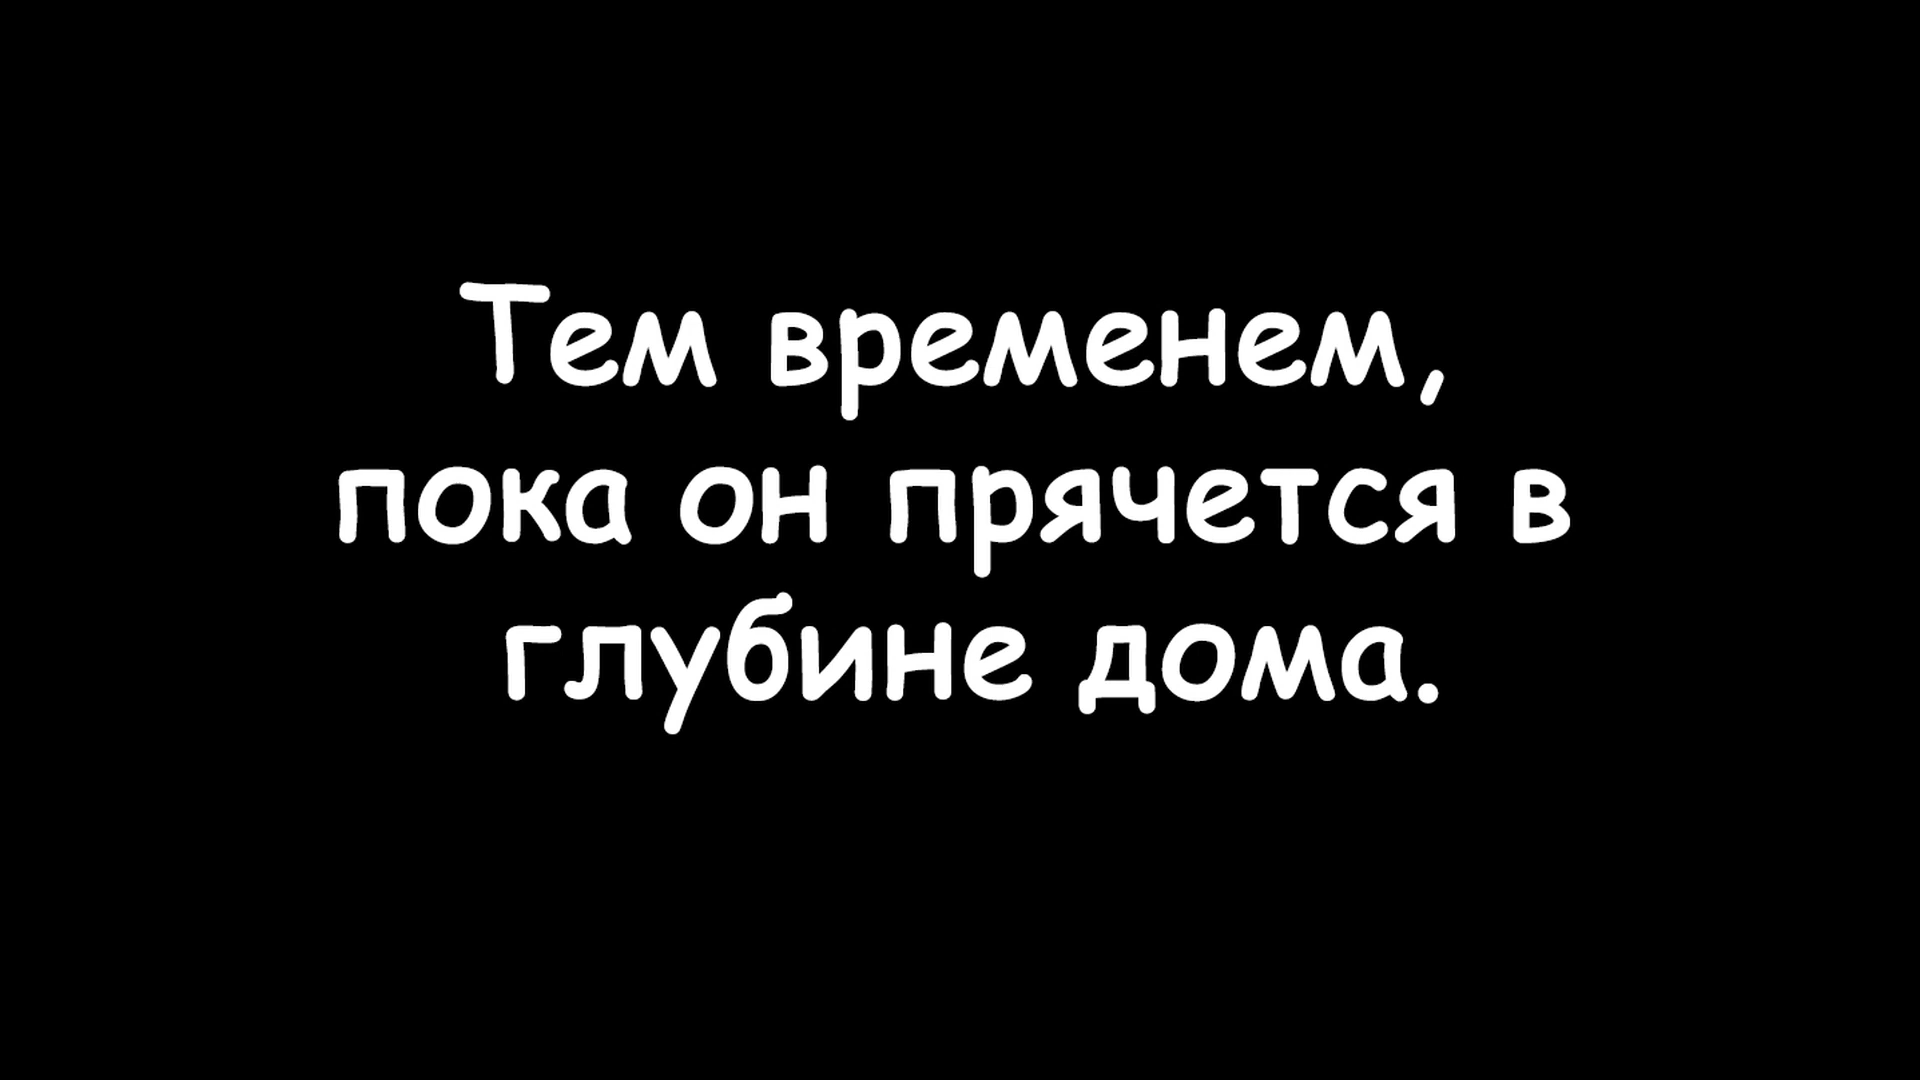 Тем временем,
пока он прячется в
глубине дома.